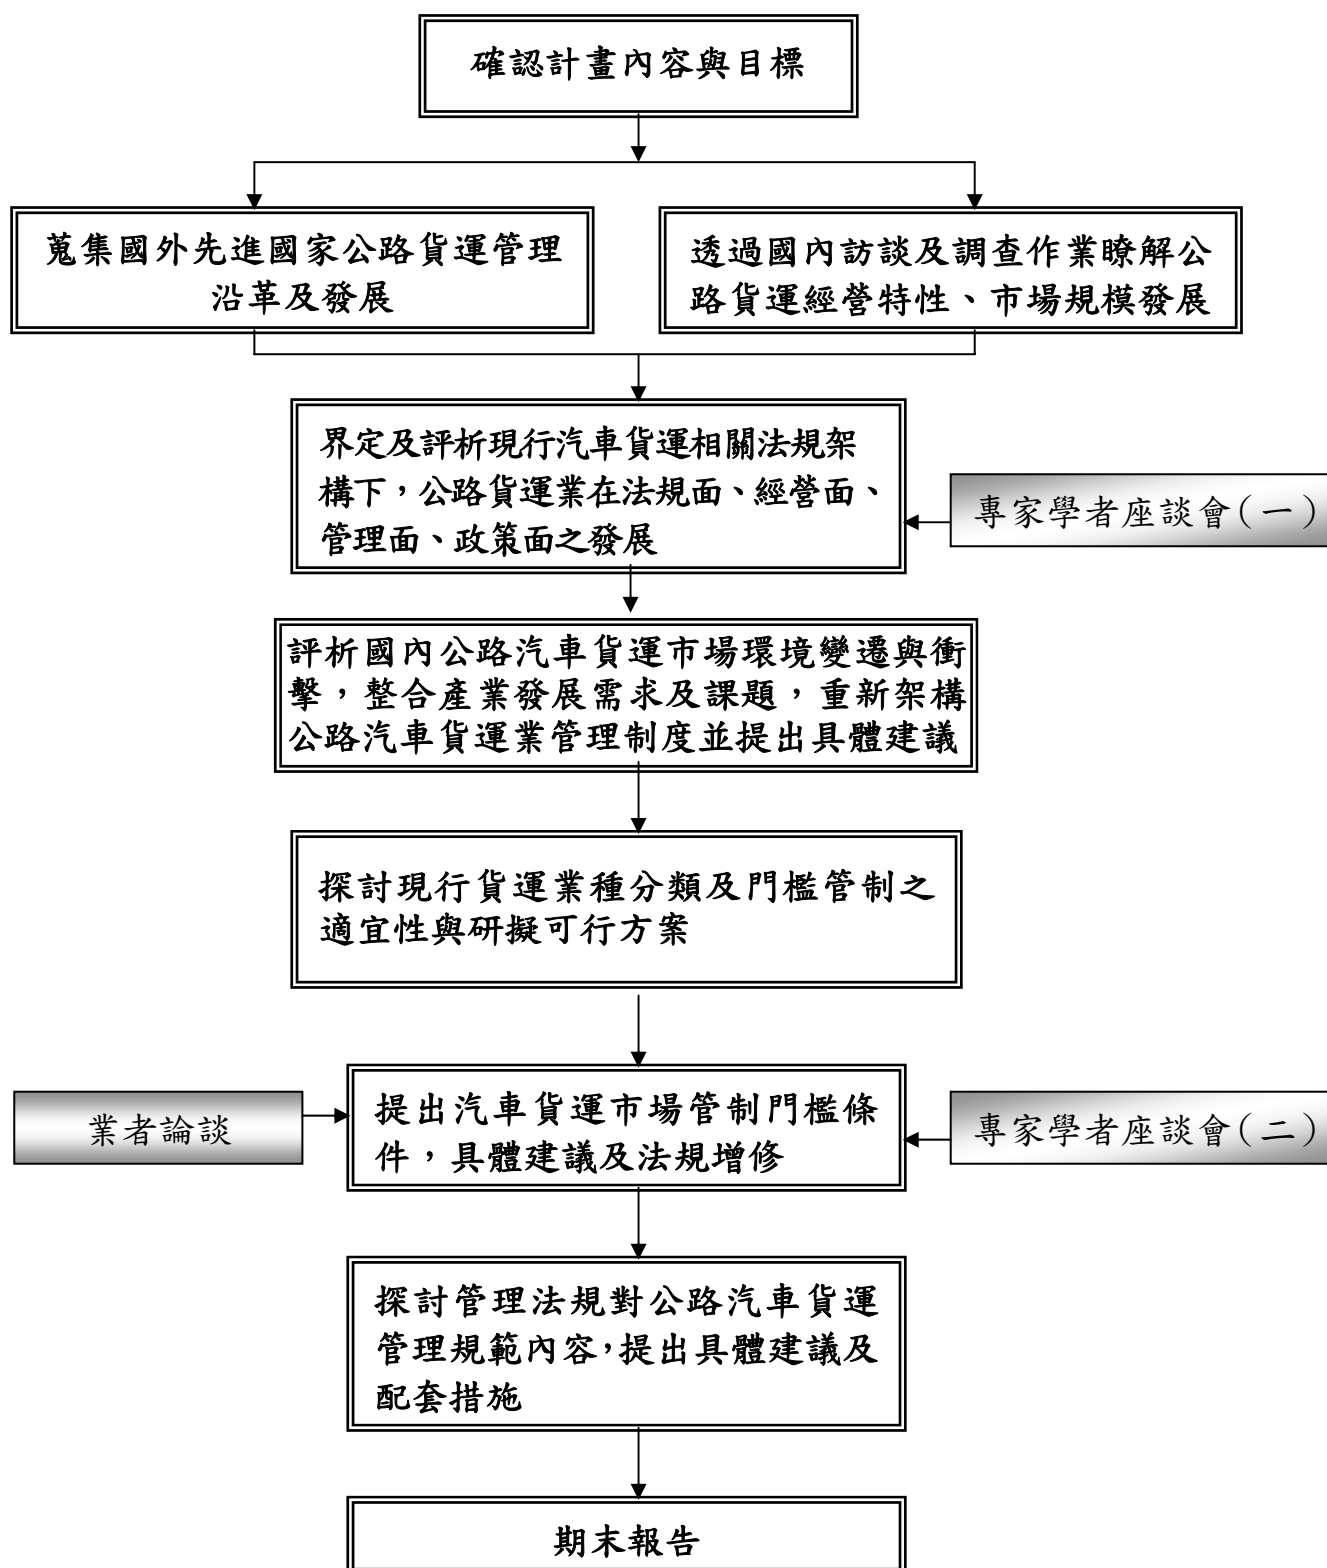 確認計畫內容與目標
蒐集國外先進國家公路貨運管理
沿革及發展
透過國內訪談及調查作業瞭解公
路貨運經營特性、市場規模發展
界定及評析現行汽車貨運相關法規架
構下，公路貨運業在法規面、經營面、
管理面、政策面之發展
專家學者座談會(一)
評析國內公路汽車貨運市場環境變遷與衝
擊，整合產業發展需求及課題，重新架構
公路汽車貨運業管理制度並提出具體建議
探討現行貨運業種分類及門檻管制之
適宜性與研擬可行方案
業者論談
提出汽車貨運市場管制門檻條
件，具體建議及法規增修
專家學者座談會(二)
探討管理法規對公路汽車貨運
管理規範內容，提出具體建議及
配套措施
期末報告